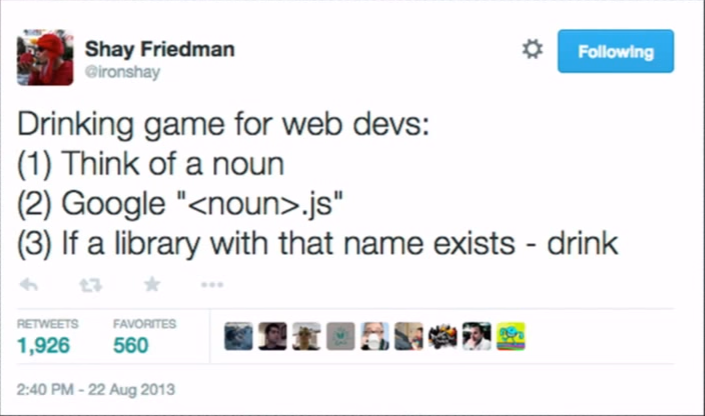 Shay Friedman
@ironshay
Following
Drinking game for web devs:
(1) Think of a noun
(2) Google "<noun>.js"
(3) If a library with that name exists - drink
RETWEETS FAVORITES
1,926 560
2:40 PM - 22 Aug 2013